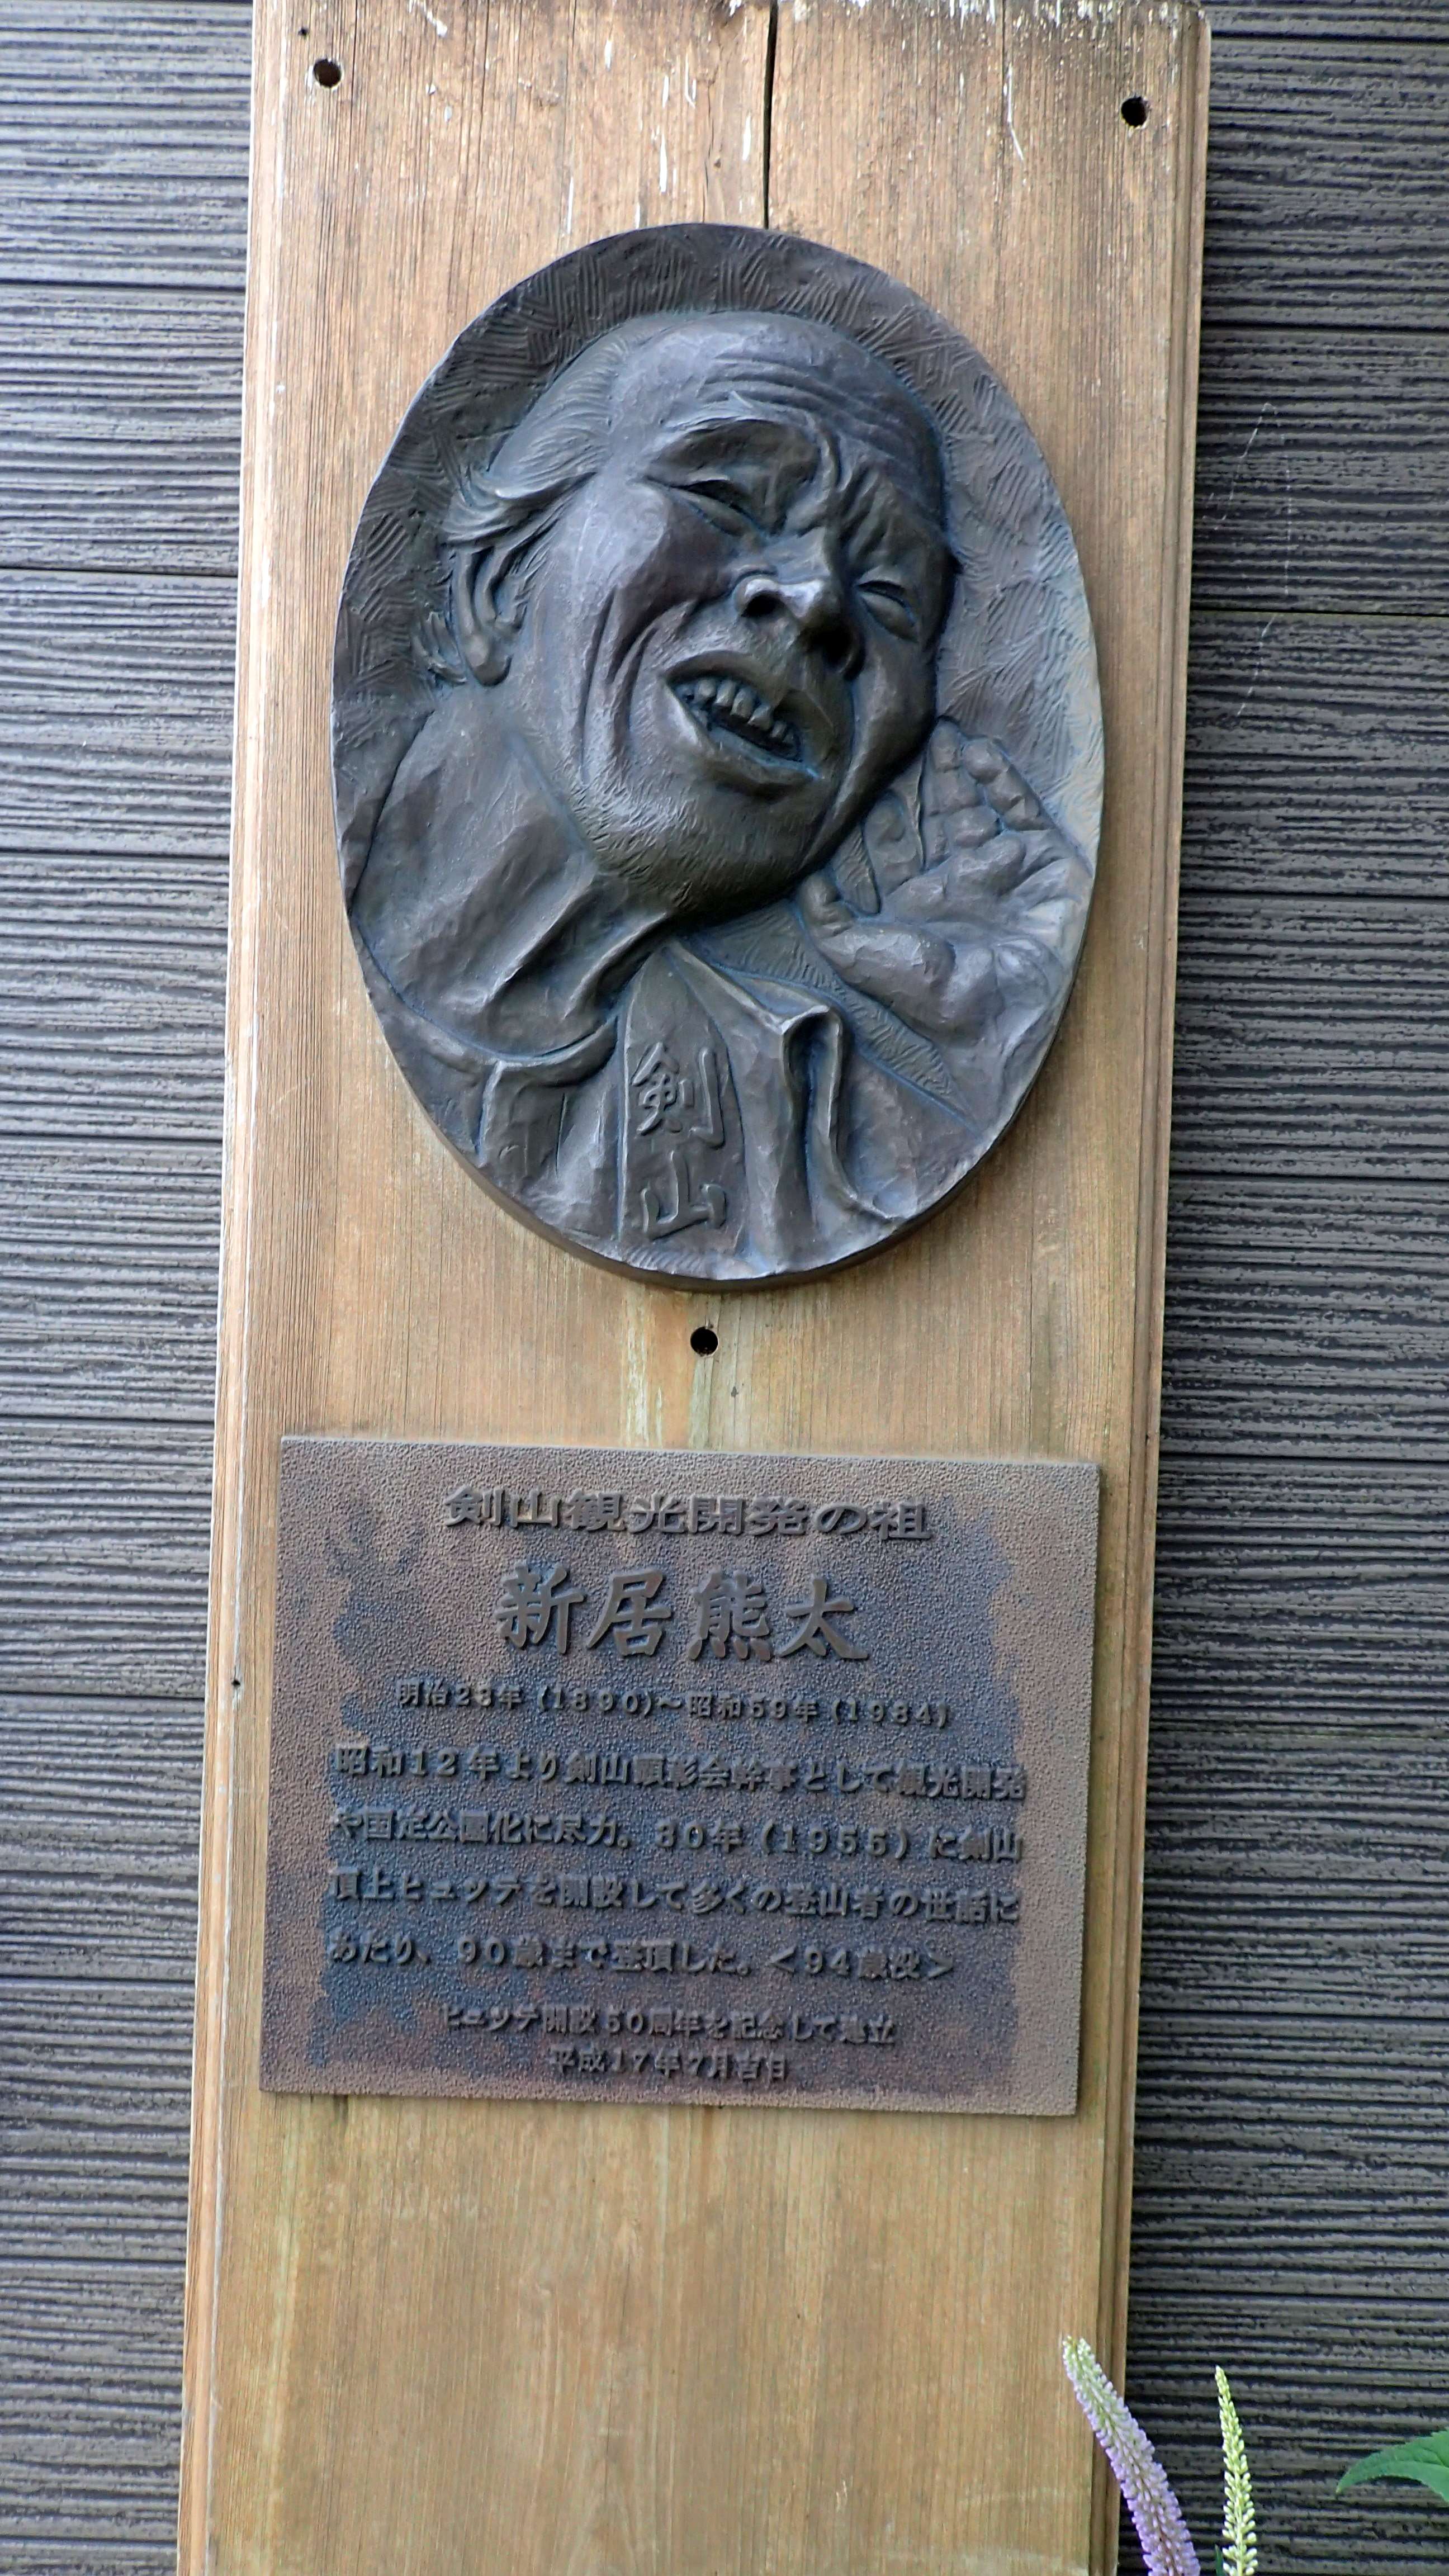 剣山
剣山観光開発の祖
新居熊太
明治23年(1890)～昭和59年(1984)
昭和12年より剣山顕彰会幹事として観光開発
や国定公園化に尽力。30年(1955)に剣山
頂上ヒュッテを開設して多くの登山者の世話に
あたり、90歳まで登頂した。<94歳没>
ヒュッテ開設50周年を記念して建立
平成17年7月吉日